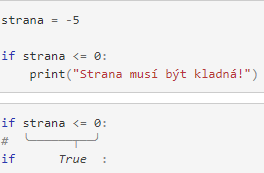 strana = -5
if strana <= 0:
    print("Strana musí být kladná!")
if strana <= 0:
#  ╰─────┬────╯
if      True  :